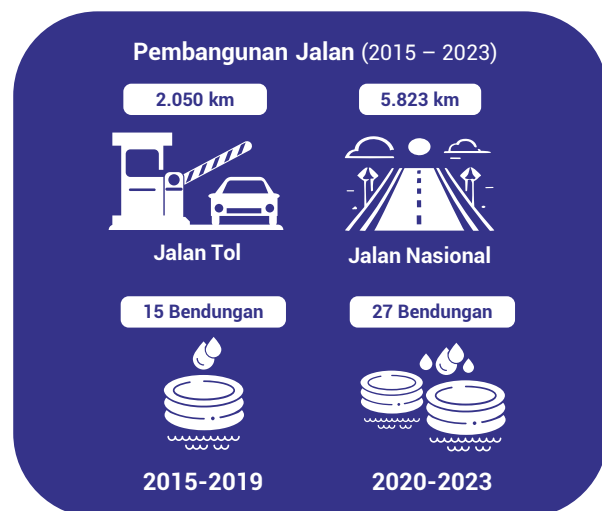 Pembangunan Jalan (2015 – 2023)
2.050 km
5.823 km
Jalan Tol
Jalan Nasional
15 Bendungan
27 Bendungan
2015-2019
2020-2023